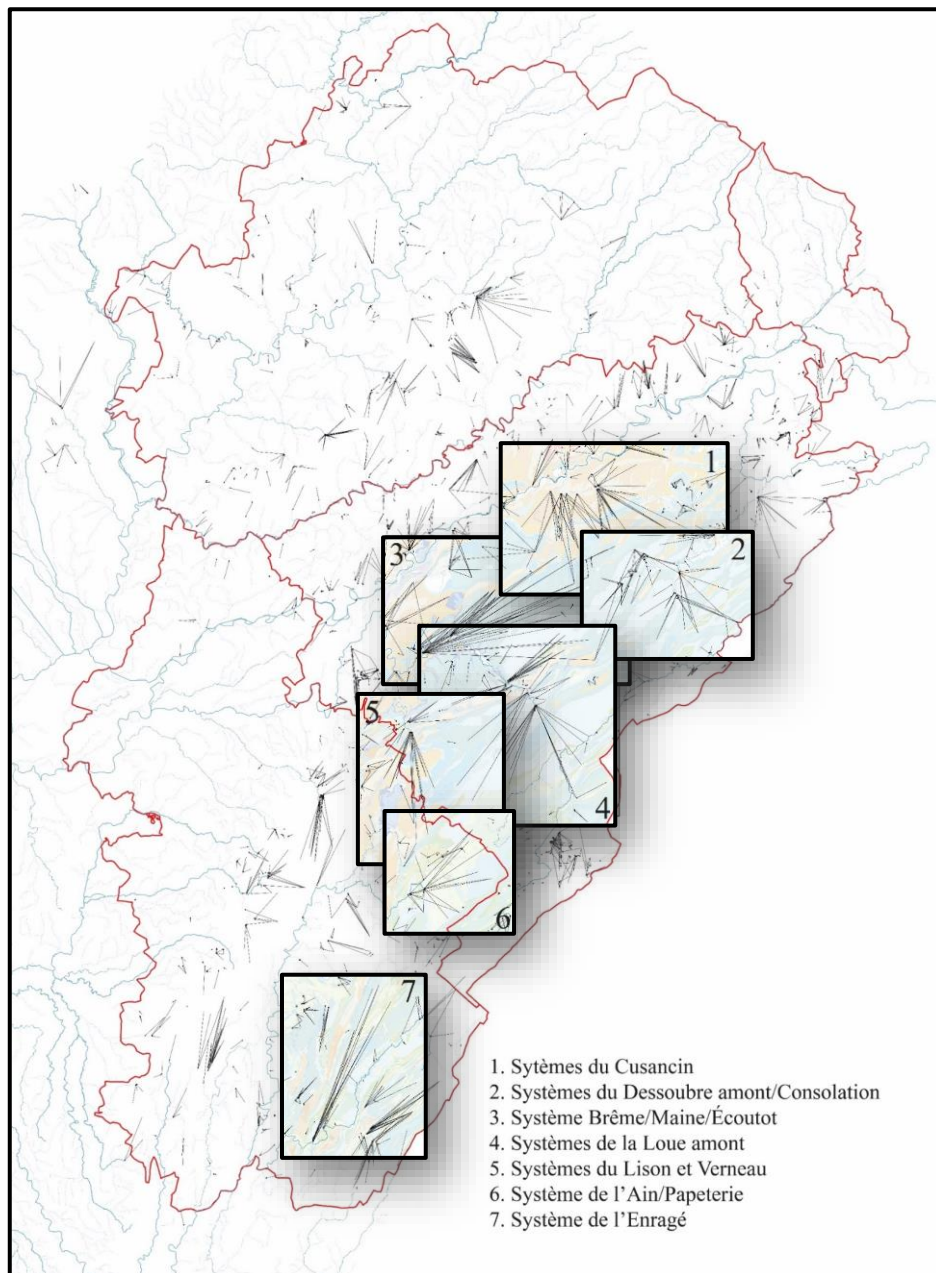 1
2
3
4
5
6
7
1. Sytèmes du Cusancin
2. Systèmes du Dessoubre amont/Consolation
3. Système Brême/Maine/Écoutot
4. Systèmes de la Loue amont
5. Systèmes du Lison et Verneau
6. Système de l’Ain/Papeterie
7. Système de l’Enragé